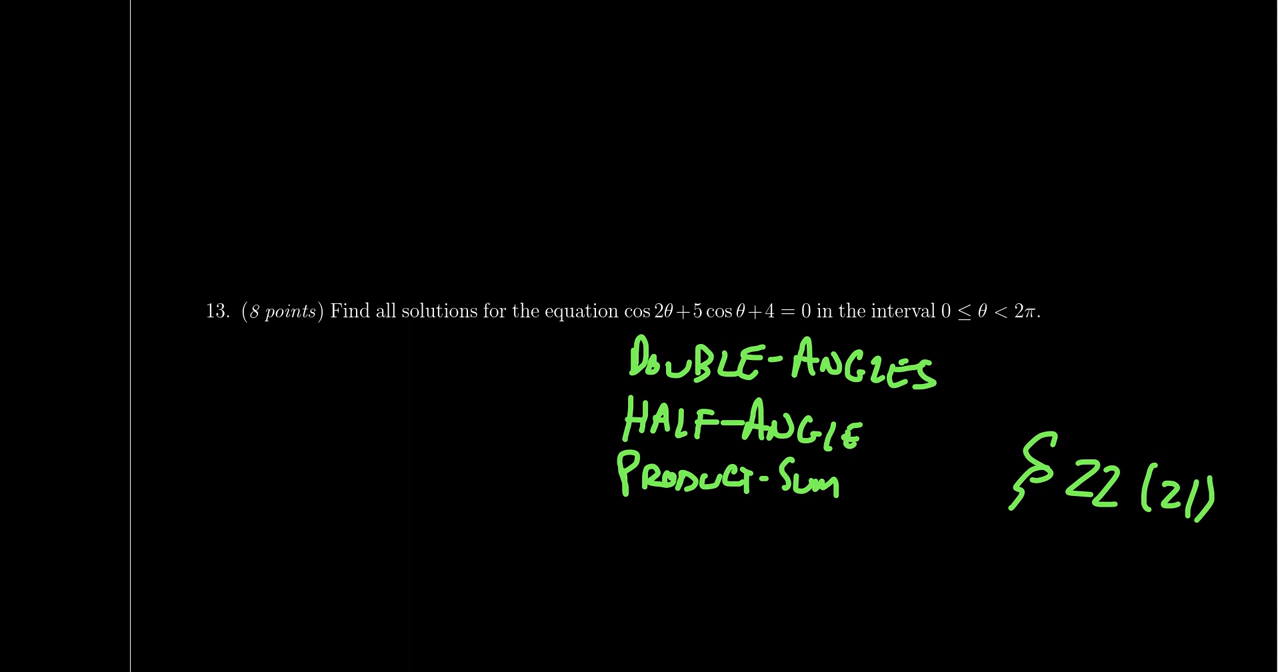 13. (8 points) Find all solutions for the equation cos 2θ+5 cos θ+4 = 0 in the interval 0 ≤ θ < 2π.
DOUBLE-ANGLES
HALF-ANGLE
PRODUCT-SUM
§ 22 (21)